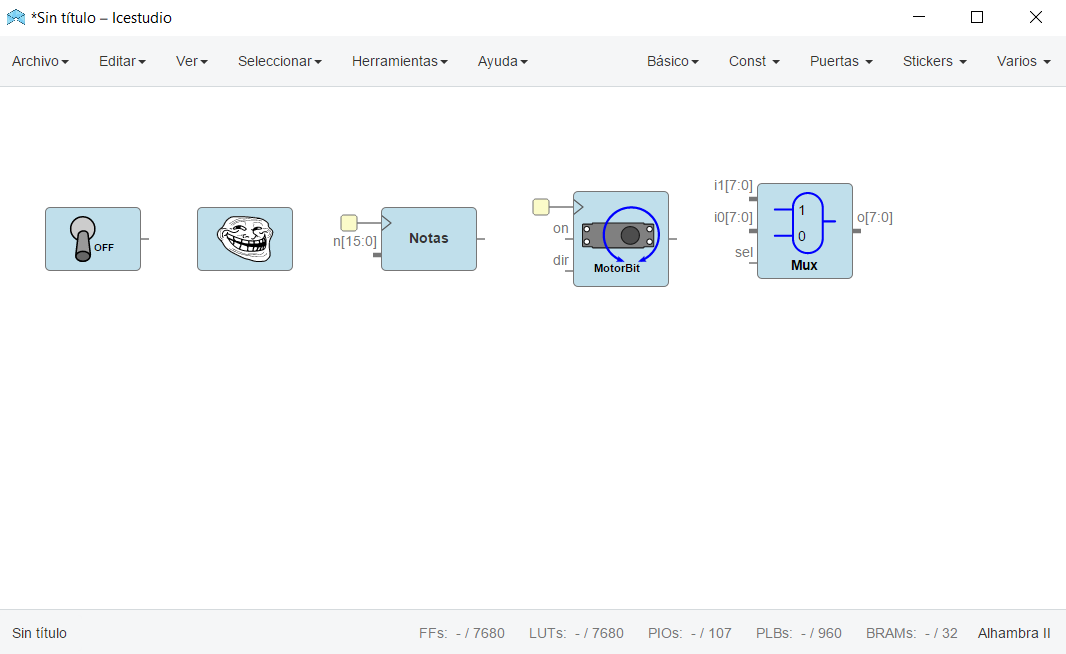 *Sin título – Icestudio
Archivo Editar Ver Seleccionar Herramientas Ayuda Básico Const Puertas Stickers Varios
OFF
n[15:0]
Notas
on
dir
MotorBit
i1[7:0]
i0[7:0]
sel
1
0
Mux
o[7:0]
Sin título FFs: - / 7680 LUTs: - / 7680 PIOs: - / 107 PLBs: - / 960 BRAMs: - / 32 Alhambra II